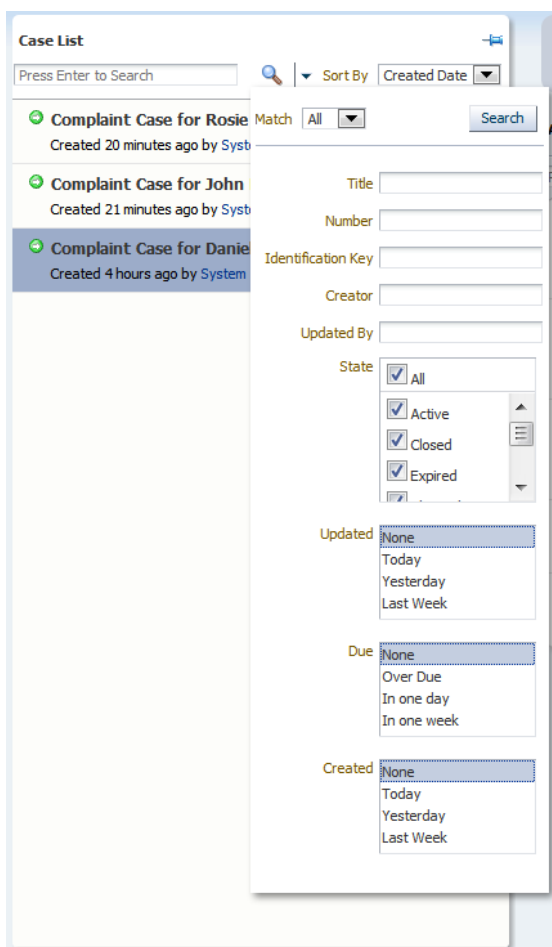 Case List
Press Enter to Search Sort By Created Date
Complaint Case for Rosie
Created 20 minutes ago by
Complaint Case for John
Created 21 minutes ago by
Complaint Case for
Created 4 hours ago by System
Match All Search
Title
Number
Identification Key
Creator
Updated By
State All
Active
Closed
Expired
Updated None
Today
Yesterday
Last Week
Due None
Over Due
In one day
In one week
Created None
Today
Yesterday
Last Week